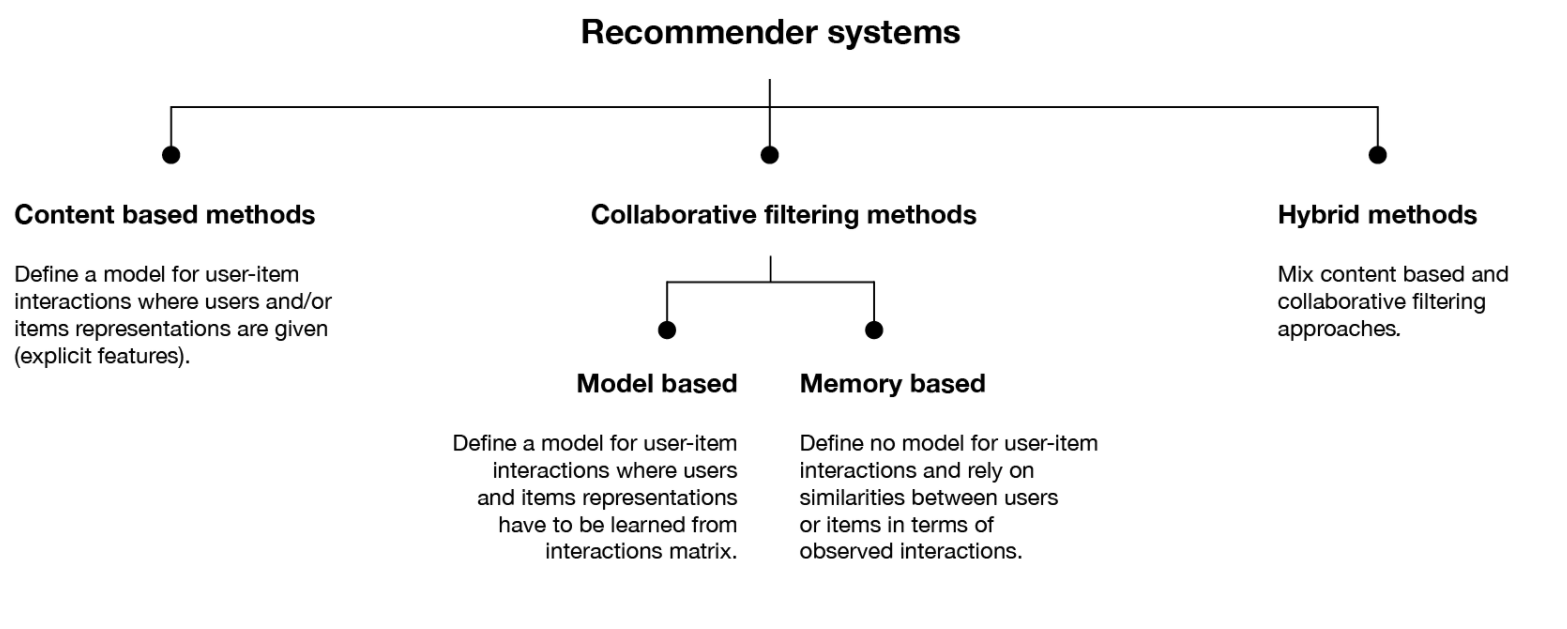 Recommender systems
Content based methods
Define a model for user-item
interactions where users and/or
items representations are given
(explicit features).
Collaborative filtering methods
Model based
Define a model for user-item
interactions where users
and items representations
have to be learned from
interactions matrix.
Memory based
Define no model for user-item
interactions and rely on
similarities between users
or items in terms of
observed interactions.
Hybrid methods
Mix content based and
collaborative filtering
approaches.